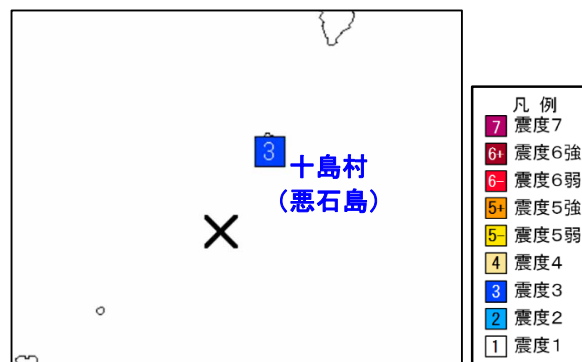 3
十島村
（悪石島）
凡 例
7 震度7
6+ 震度6強
6- 震度6弱
5+ 震度5強
5- 震度5弱
4 震度4
3 震度3
2 震度2
1 震度1